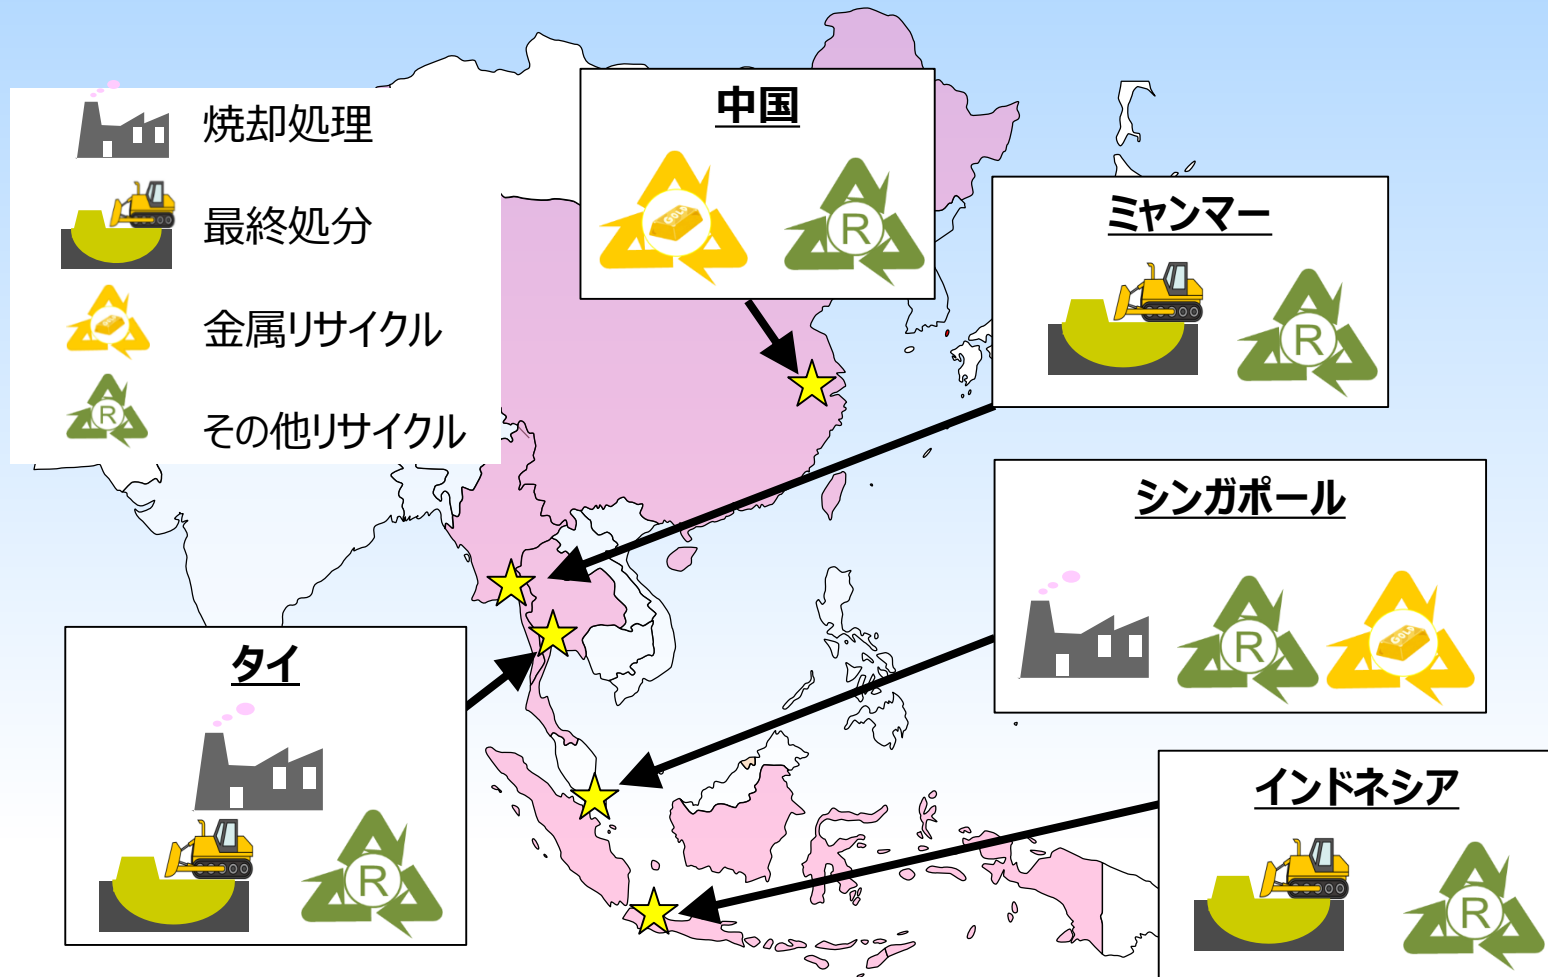 焼却処理
最終処分
金属リサイクル
R
その他リサイクル
中国
GOLD
R
ミャンマー
R
シンガポール
R
GOLD
タイ
R
インドネシア
R